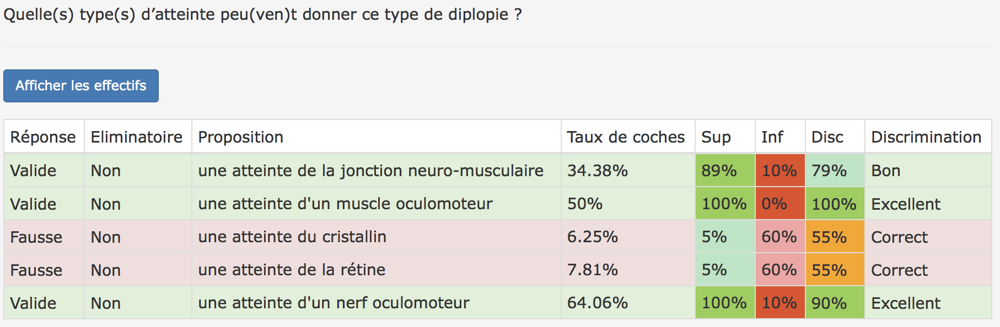 Quelle(s) type(s) d’atteinte peu(ven)t donner ce type de diplopie ?
Afficher les effectifs
Réponse Eliminatoire Proposition Taux de coches Sup Inf Disc Discrimination
Valide Non une atteinte de la jonction neuro-musculaire 34.38% 89% 10% 79% Bon
Valide Non une atteinte d'un muscle oculomoteur 50% 100% 0% 100% Excellent
Fausse Non une atteinte du cristallin 6.25% 5% 60% 55% Correct
Fausse Non une atteinte de la rétine 7.81% 5% 60% 55% Correct
Valide Non une atteinte d'un nerf oculomoteur 64.06% 100% 10% 90% Excellent